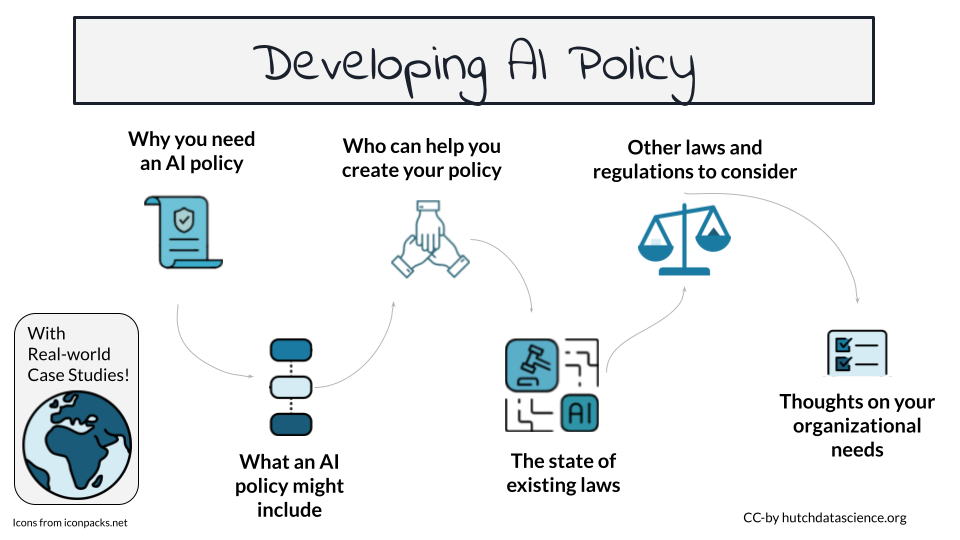 Developing AI Policy
Why you need
an AI policy
Who can help you
create your policy
Other laws and
regulations to consider
With
Real-world
Case Studies!
AI
What an AI
policy might
include
The state of
existing laws
Thoughts on your
organizational
needs
Icons from iconpacks.net
CC-by hutchdatascience.org